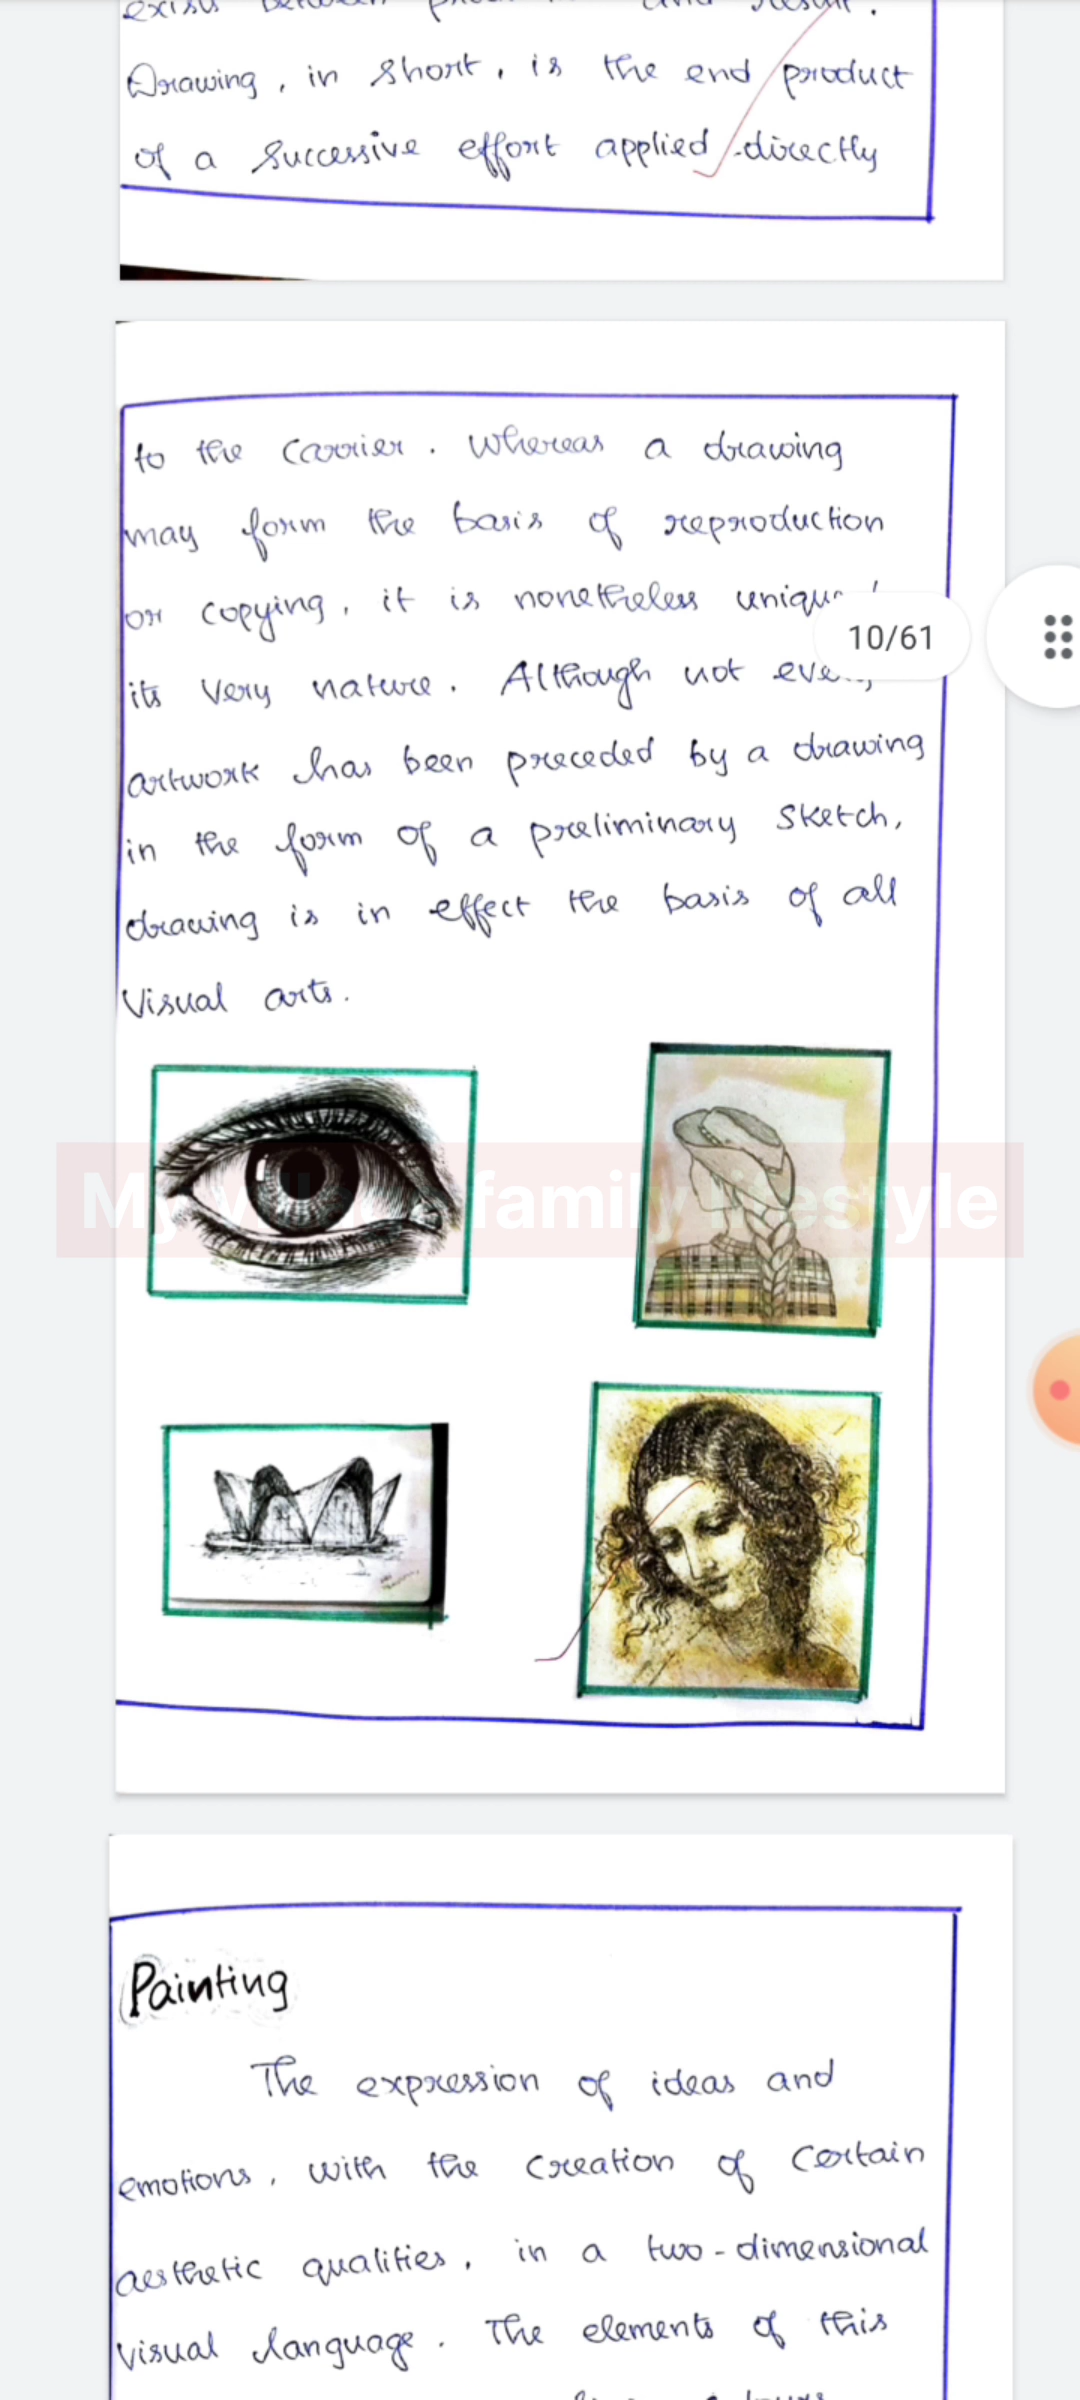 Drawing, in short, is the end product
of a successive effort applied directly
to the carrier. Whereas a drawing
may form the basis of reproduction
or copying, it is nonetheless
10/61
its very nature. Although not
artwork has been preceded by a drawing
in the form of a preliminary sketch,
drawing is in effect the basis of all
Visual arts.
My family lifestyle
Painting
The expression of ideas and
emotions, with the creation of certain
aesthetic qualities, in a two-dimensional
visual language. The elements of this